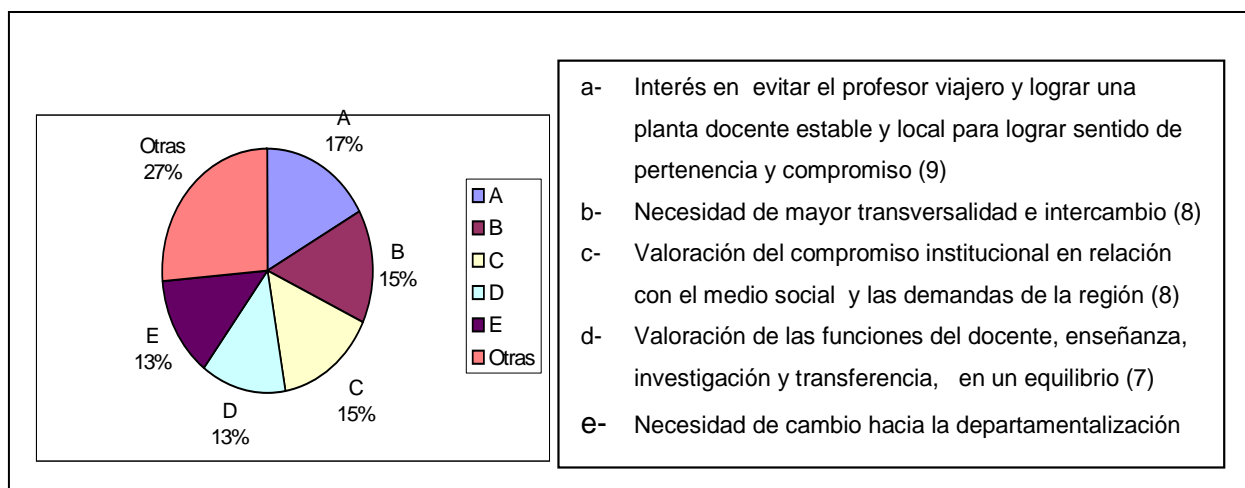 A
17%
B
15%
C
15%
D
13%
E
13%
Otras
27%
A
B
C
D
E
Otras
a- Interés en evitar el profesor viajero y lograr una
planta docente estable y local para lograr sentido de
pertenencia y compromiso (9)
b- Necesidad de mayor transversalidad e intercambio (8)
c- Valoración del compromiso institucional en relación
con el medio social y las demandas de la región (8)
d- Valoración de las funciones del docente, enseñanza,
investigación y transferencia, en un equilibrio (7)
e- Necesidad de cambio hacia la departamentalización